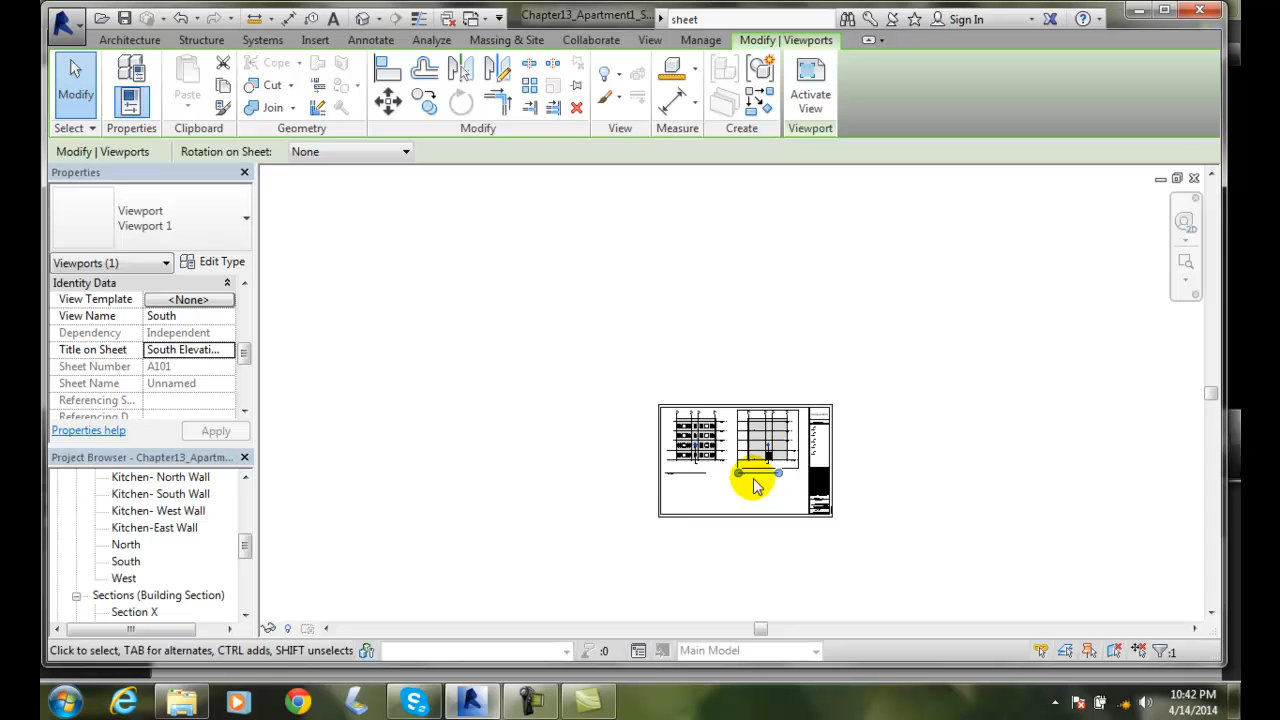 Chapter13_Apartment1_S...
sheet
Sign In
Architecture
Structure
Systems
Insert
Annotate
Analyze
Massing & Site
Collaborate
View
Manage
Modify | Viewports
Modify
Paste
Cope
Cut
Join
Activate
View
Select
Properties
Clipboard
Geometry
Modify
View
Measure
Create
Viewport
Modify | Viewports
Rotation on Sheet:
None
Properties
Viewport
Viewport 1
Viewports (1)
Edit Type
Identity Data
View Template
<None>
View Name
South
Dependency
Independent
Title on Sheet
South Elevati...
Sheet Number
A101
Sheet Name
Unnamed
Referencing S...
Referencing D...
Properties help
Apply
Project Browser - Chapter13_Apartm...
Kitchen- North Wall
Kitchen- South Wall
Kitchen- West Wall
Kitchen-East Wall
North
South
West
Sections (Building Section)
Section X
2D
Click to select, TAB for alternates, CTRL adds, SHIFT unselects
:0
Main Model
:1
10:42 PM
4/14/2014